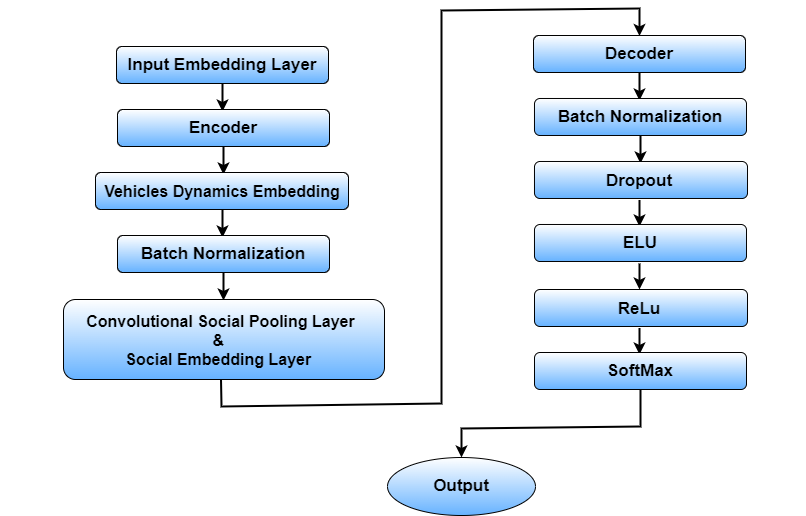 Input Embedding Layer
Encoder
Vehicles Dynamics Embedding
Batch Normalization
Convolutional Social Pooling Layer
&
Social Embedding Layer
Decoder
Batch Normalization
Dropout
ELU
ReLu
SoftMax
Output